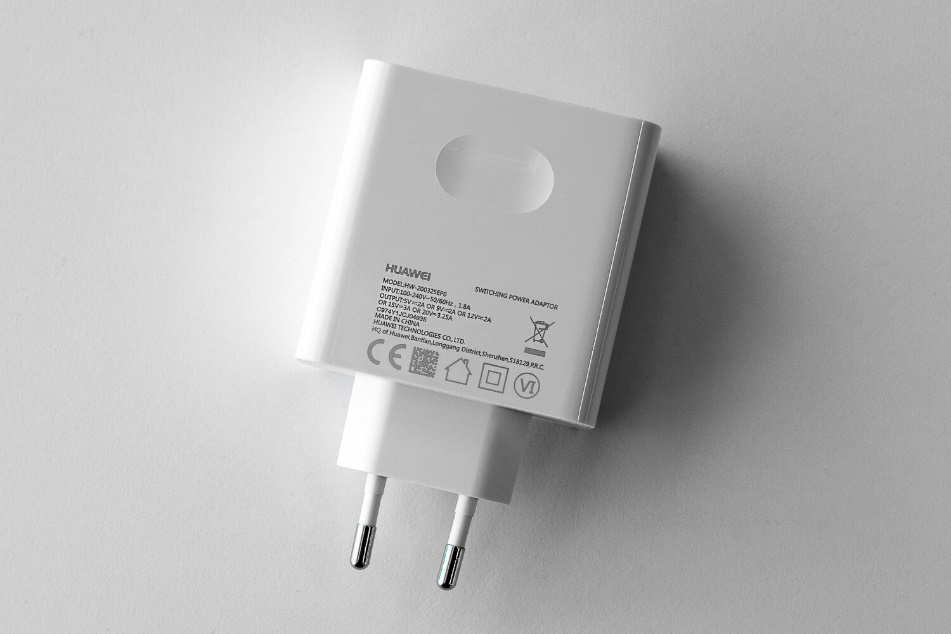 HUAWEI
SWITCHING POWER ADAPTOR
MODEL:HW-200325EP0
INPUT:100-240V~50/60Hz, 1.8A
OUTPUT:5V⎓2A OR 9V⎓2A OR 12V⎓2A
OR 15V⎓3A OR 20V⎓3.25A
MADE IN CHINA
HUAWEI TECHNOLOGIES CO.,LTD.
HQ of Huawei,Bantian,Longgang District,Shenzhen,518129,P.R.C.
CE
VI